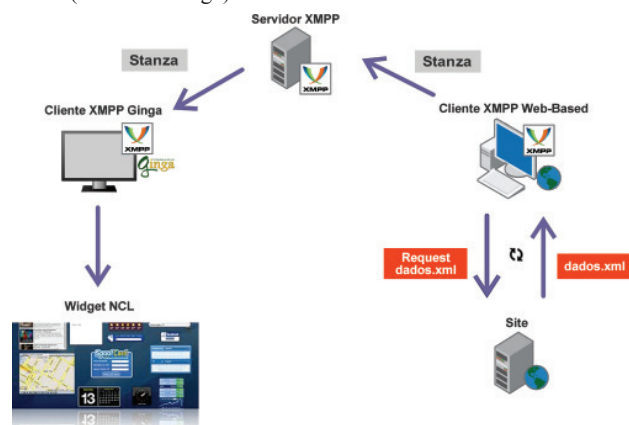 Servidor XMPP
Stanza
Stanza
XMPP
Cliente XMPP Ginga
Cliente XMPP Web-Based
XMPP
XMPP
ginga
Request
dados.xml
dados.xml
Widget NCL
Site
13